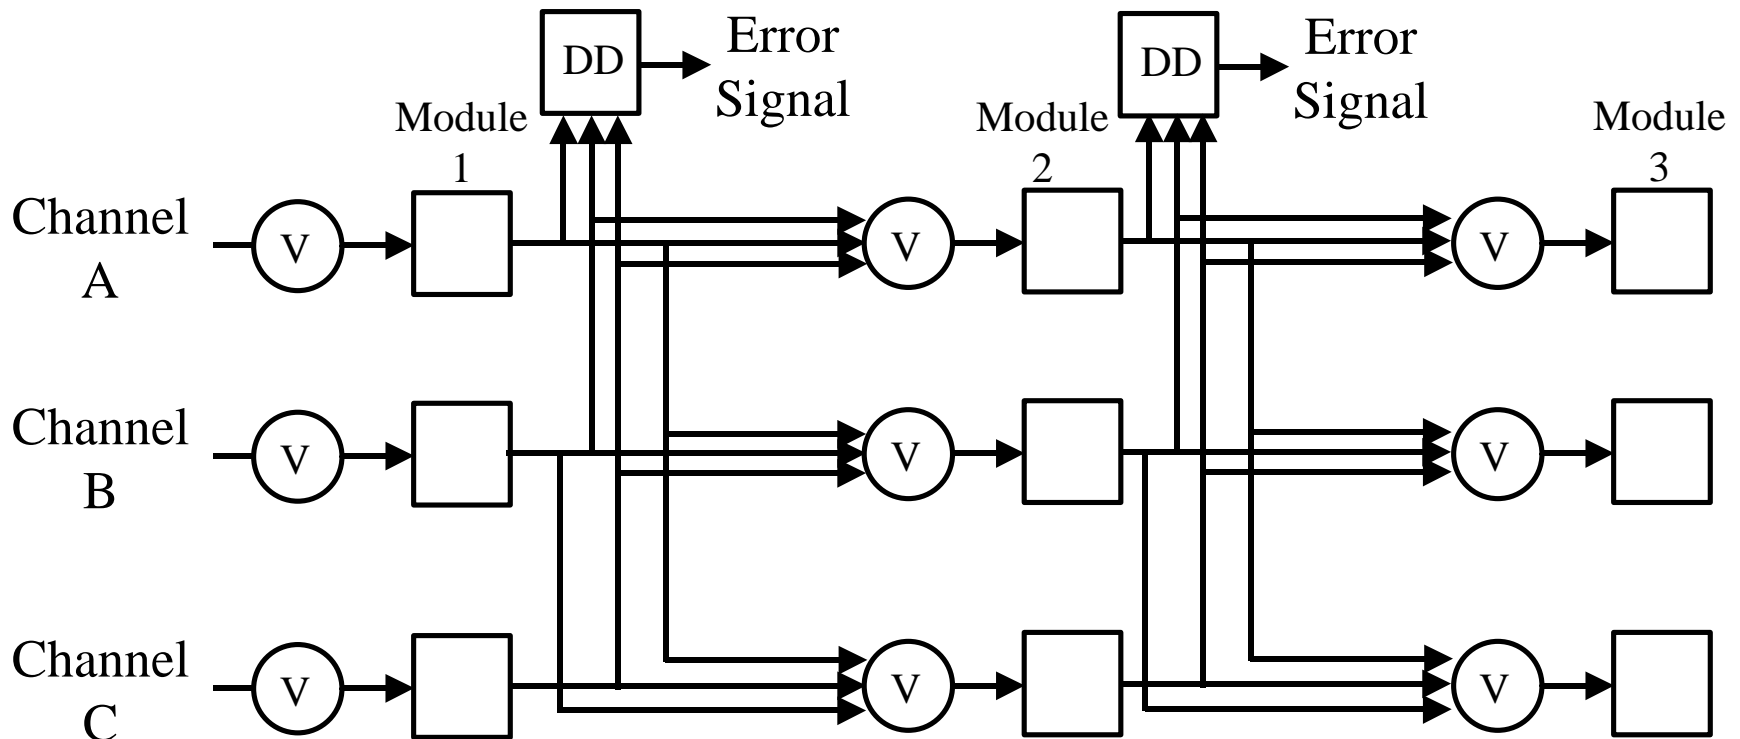 DD
Error
Signal
DD
Error
Signal
Module
1
Module
2
Module
3
Channel
A
V
V
V
Channel
B
V
V
V
Channel
C
V
V
V